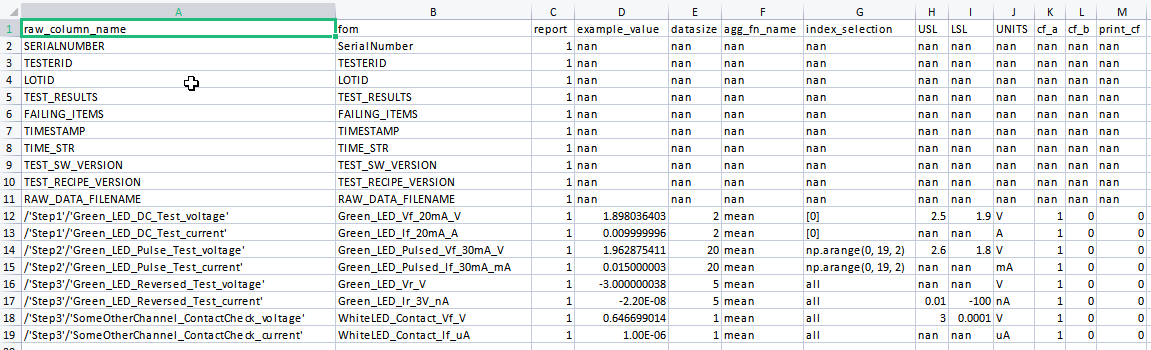 A B C D E F G H I J K L M
1 raw_column_name fom report example_value datasize agg_fn_name index_selection USL LSL UNITS cf_a cf_b print_cf
2 SERIALNUMBER SerialNumber 1 nan nan nan nan nan nan nan nan nan nan
3 TESTERID TESTERID 1 nan nan nan nan nan nan nan nan nan nan
4 LOTID LOTID 1 nan nan nan nan nan nan nan nan nan nan
5 TEST_RESULTS TEST_RESULTS 1 nan nan nan nan nan nan nan nan nan nan
6 FAILING_ITEMS FAILING_ITEMS 1 nan nan nan nan nan nan nan nan nan nan
7 TIMESTAMP TIMESTAMP 1 nan nan nan nan nan nan nan nan nan nan
8 TIME_STR TIME_STR 1 nan nan nan nan nan nan nan nan nan nan
9 TEST_SW_VERSION TEST_SW_VERSION 1 nan nan nan nan nan nan nan nan nan nan
10 TEST_RECIPE_VERSION TEST_RECIPE_VERSION 1 nan nan nan nan nan nan nan nan nan nan
11 RAW_DATA_FILENAME RAW_DATA_FILENAME 1 nan nan nan nan nan nan nan nan nan nan
12 /'Step1'/'Green_LED_DC_Test_voltage' Green_LED_Vf_20mA_V 1 1.898036403 2 mean [0] 2.5 1.9 V 1 0 0
13 /'Step1'/'Green_LED_DC_Test_current' Green_LED_If_20mA_A 1 0.009999996 2 mean [0] nan nan A 1 0 0
14 /'Step2'/'Green_LED_Pulse_Test_voltage' Green_LED_Pulsed_Vf_30mA_V 1 1.962875411 20 mean np.arange(0, 19, 2) 2.6 1.8 V 1 0 0
15 /'Step2'/'Green_LED_Pulse_Test_current' Green_LED_Pulsed_If_30mA_mA 1 0.015000003 20 mean np.arange(0, 19, 2) nan nan mA 1 0 0
16 /'Step3'/'Green_LED_Reversed_Test_voltage' Green_LED_Vr_V 1 -3.000000038 5 mean all nan nan V 1 0 0
17 /'Step3'/'Green_LED_Reversed_Test_current' Green_LED_Ir_3V_nA 1 -2.20E-08 5 mean all 0.01 -100 nA 1 0 0
18 /'Step3'/'SomeOtherChannel_ContactCheck_voltage' WhiteLED_Contact_Vf_V 1 0.646699014 1 mean all 3 0.0001 V 1 0 0
19 /'Step3'/'SomeOtherChannel_ContactCheck_current' WhiteLED_Contact_If_uA 1 1.00E-06 1 mean all nan nan uA 1 0 0